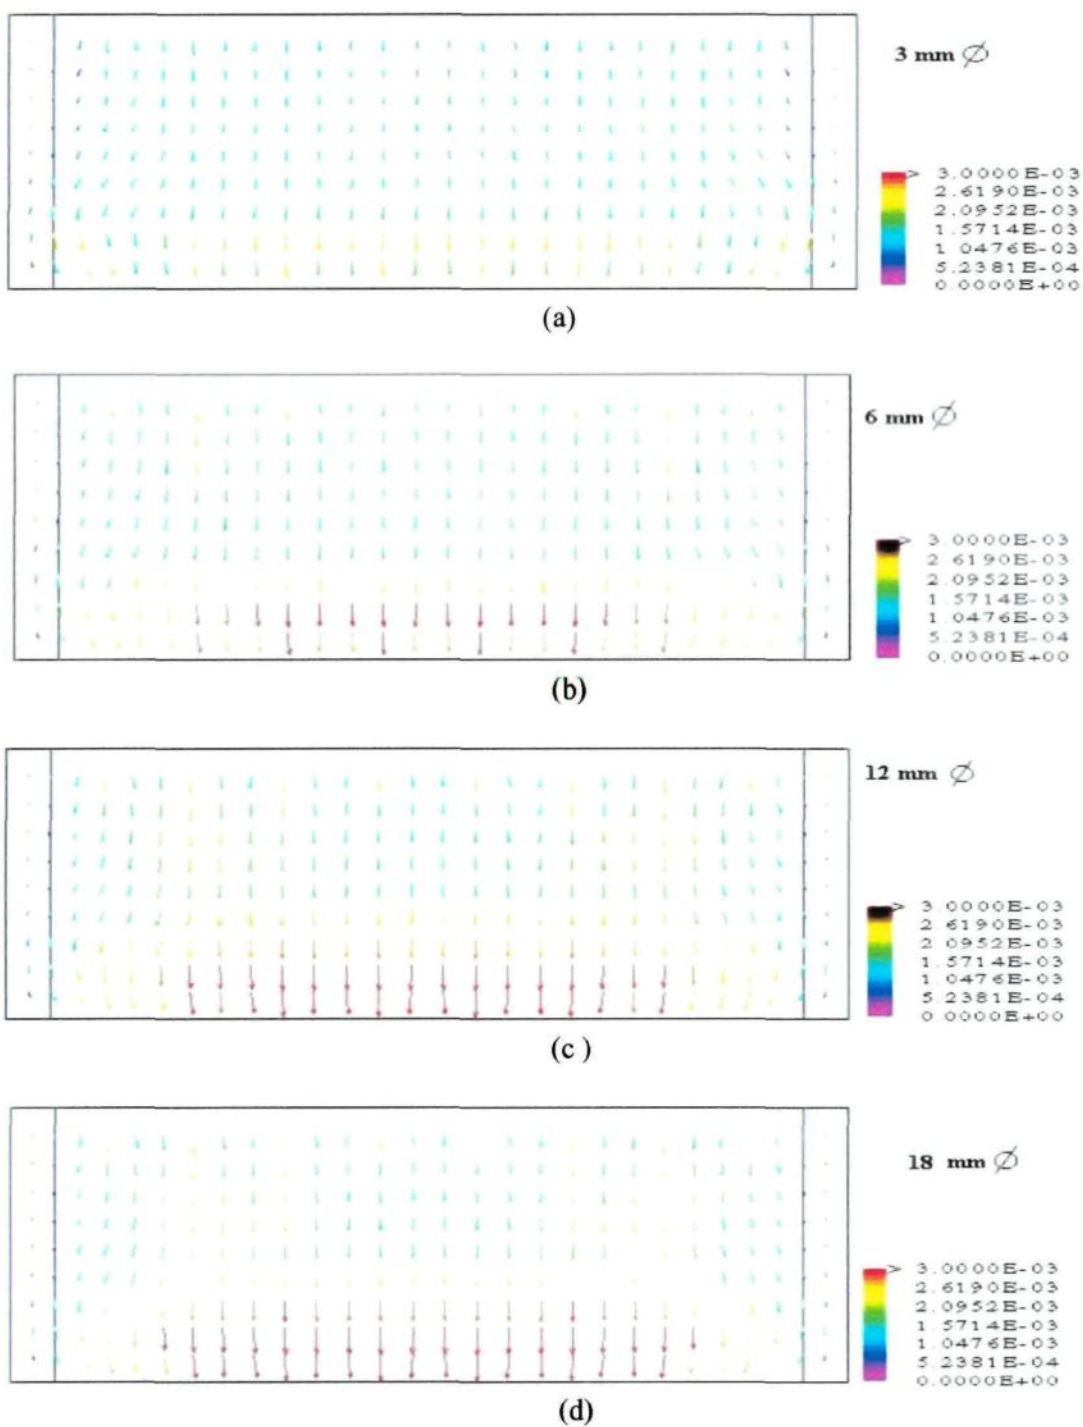 3 mm ∅
> 3.0000E-03
2.6190E-03
2.0952E-03
1.5714E-03
1 0476E-03
5.2381E-04
0.0000E+00
(a)
6 mm ∅
> 3.0000E-03
2.6190E-03
2.0952E-03
1.5714E-03
1.0476E-03
5.2381E-04
0.0000E+00
(b)
12 mm ∅
> 3.0000E-03
2.6190E-03
2.0952E-03
1.5714E-03
1.0476E-03
5 2381E-04
0 0000E+00
(c )
18 mm ∅
> 3.0000E-03
2.6190E-03
2.0952E-03
1.5714E-03
1.0476E-03
5.2381E-04
0.0000E+00
(d)